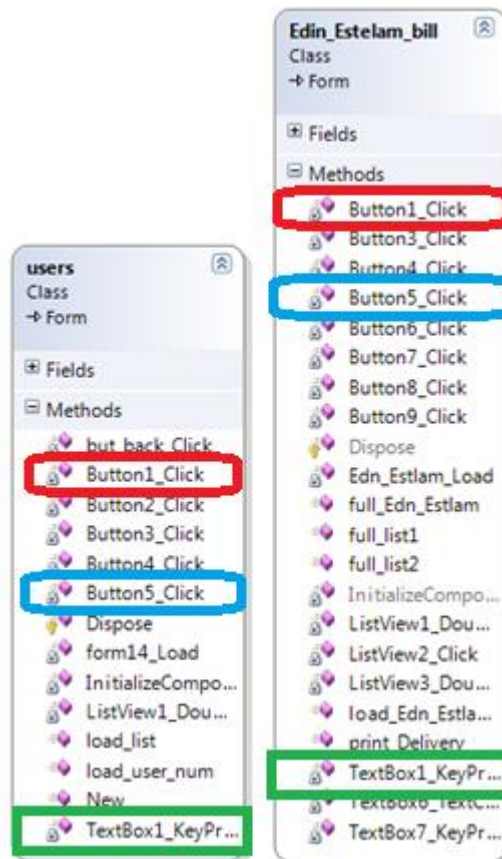 users
Class
Form
Fields
Methods
but_back_Click
Button1_Click
Button2_Click
Button3_Click
Button4_Click
Button5_Click
Dispose
form14_Load
InitializeCompo...
ListView1_Dou...
load_list
load_user_num
New
TextBox1_KeyPr...
Edin_Estelam_bill
Class
Form
Fields
Methods
Button1_Click
Button3_Click
Button4_Click
Button5_Click
Button6_Click
Button7_Click
Button8_Click
Button9_Click
Dispose
Edn_Estlam_Load
full_Edn_Estlam
full_list1
full_list2
InitializeCompo...
ListView1_Dou...
ListView2_Click
ListView3_Dou...
load_Edn_Estla...
print_Delivery
TextBox1_KeyPr...
TextBox6_TextC...
TextBox7_KeyPr...